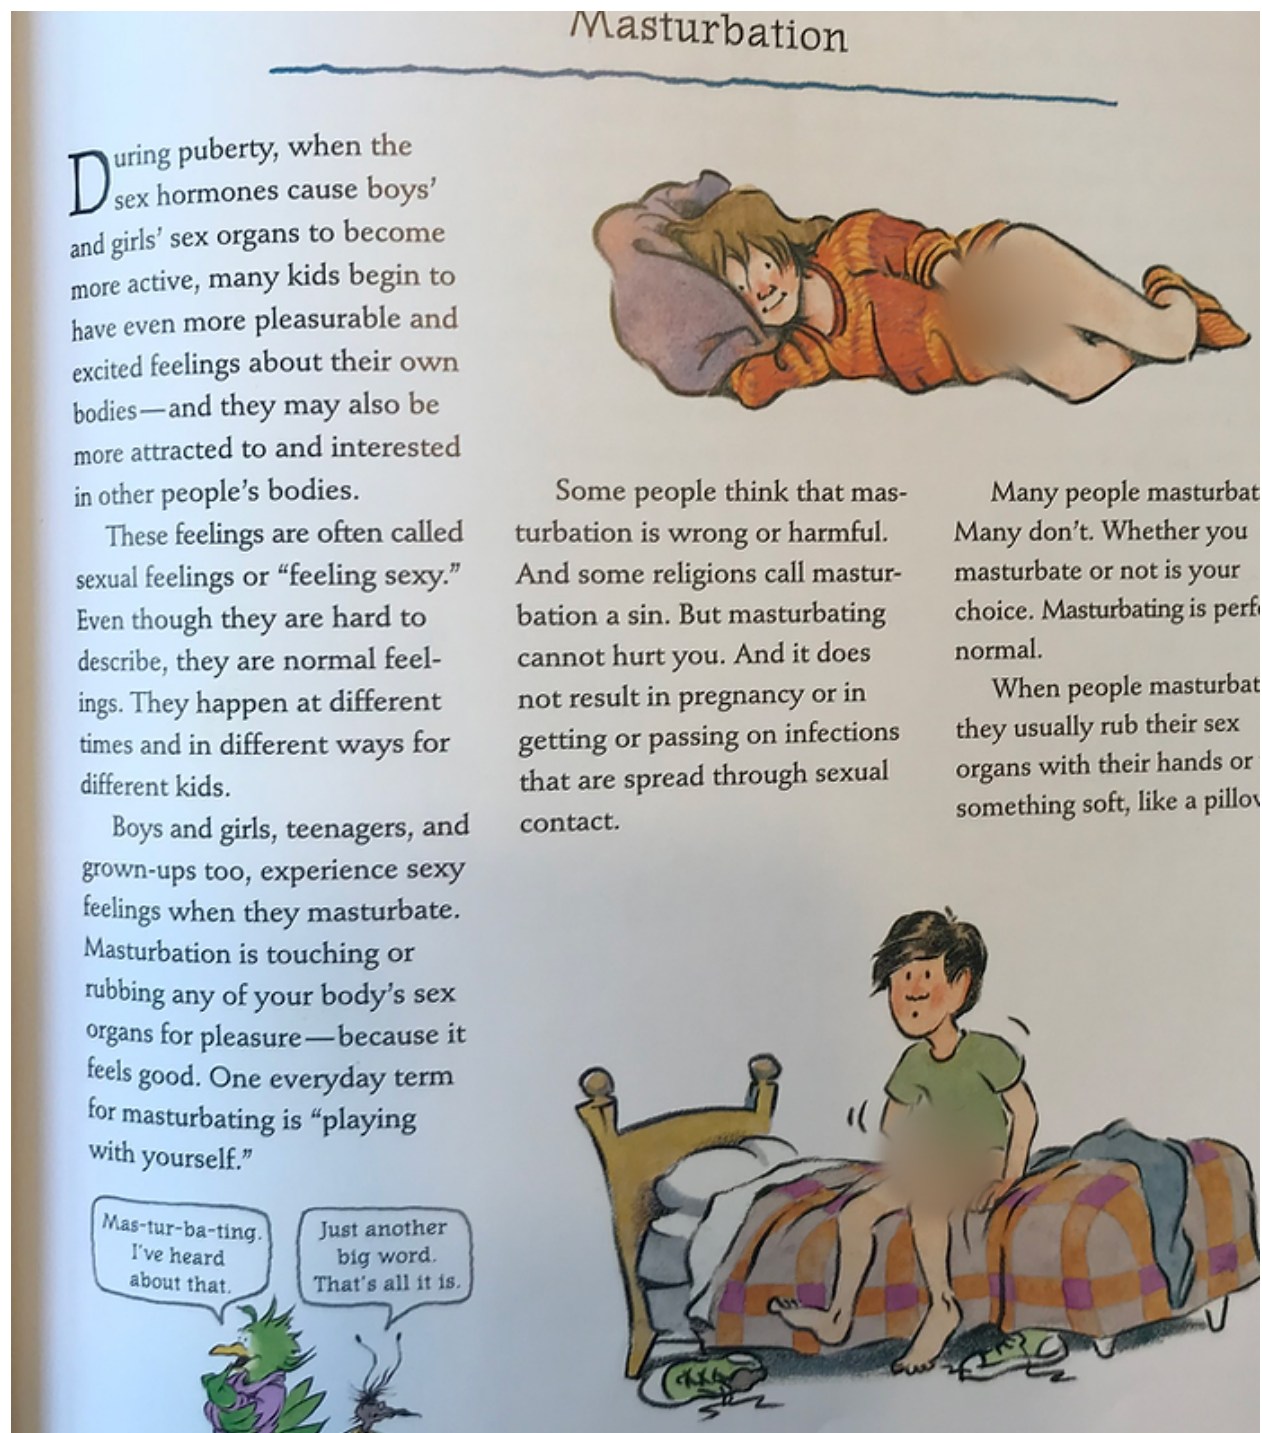 Masturbation
During puberty, when the
sex hormones cause boys'
and girls' sex organs to become
more active, many kids begin to
have even more pleasurable and
excited feelings about their own
bodies—and they may also be
more attracted to and interested
in other people's bodies.
These feelings are often called
sexual feelings or “feeling sexy.”
Even though they are hard to
describe, they are normal feel-
ings. They happen at different
times and in different ways for
different kids.
Boys and girls, teenagers, and
grown-ups too, experience sexy
feelings when they masturbate.
Masturbation is touching or
rubbing any of your body's sex
organs for pleasure—because it
feels good. One everyday term
for masturbating is “playing
with yourself.”
Mas-tur-ba-ting.
I've heard
about that.
Just another
big word.
That's all it is.
Some people think that mas-
turbation is wrong or harmful.
And some religions call mastur-
bation a sin. But masturbating
cannot hurt you. And it does
not result in pregnancy or in
getting or passing on infections
that are spread through sexual
contact.
Many people masturbat
Many don't. Whether you
masturbate or not is your
choice. Masturbating is perf
normal.
When people masturbat
they usually rub their sex
organs with their hands or
something soft, like a pillo